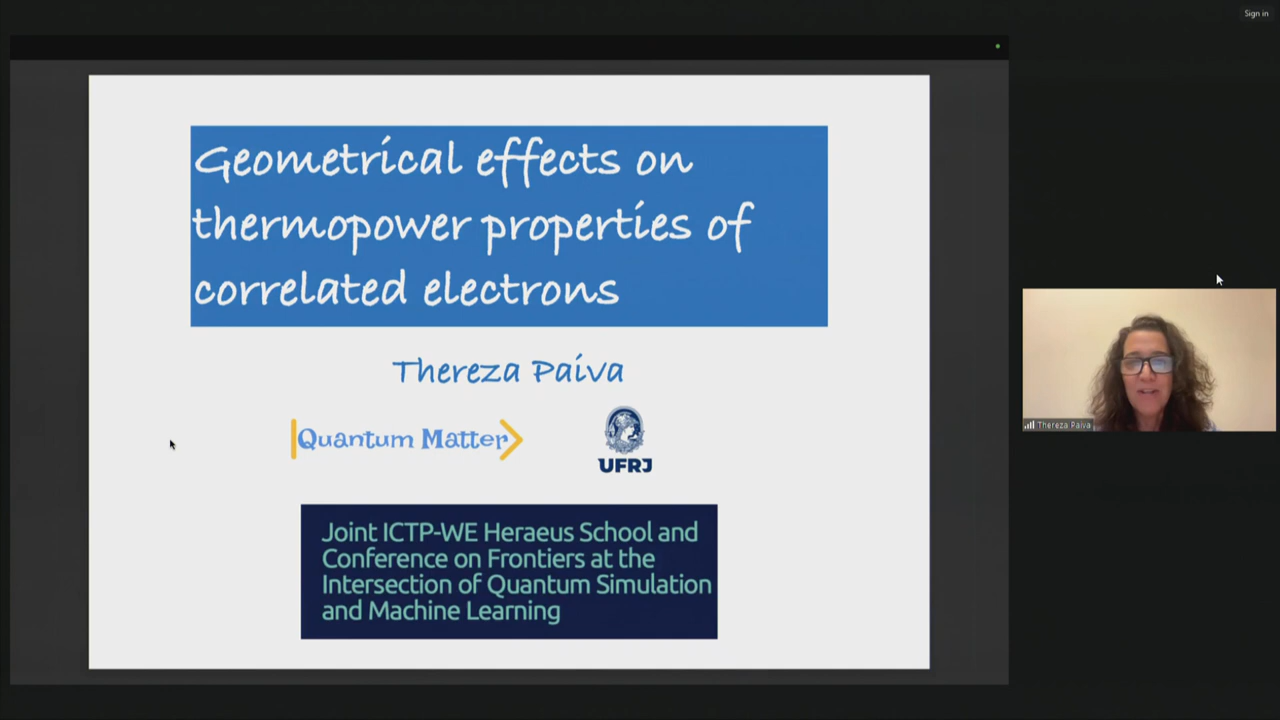 Sign in
Geometrical effects on
thermopower properties of
correlated electrons
Thereza Paiva
Quantum Matter
UFRJ
Joint ICTP-WE Heraeus School and
Conference on Frontiers at the
Intersection of Quantum Simulation
and Machine Learning
Thereza Paiva